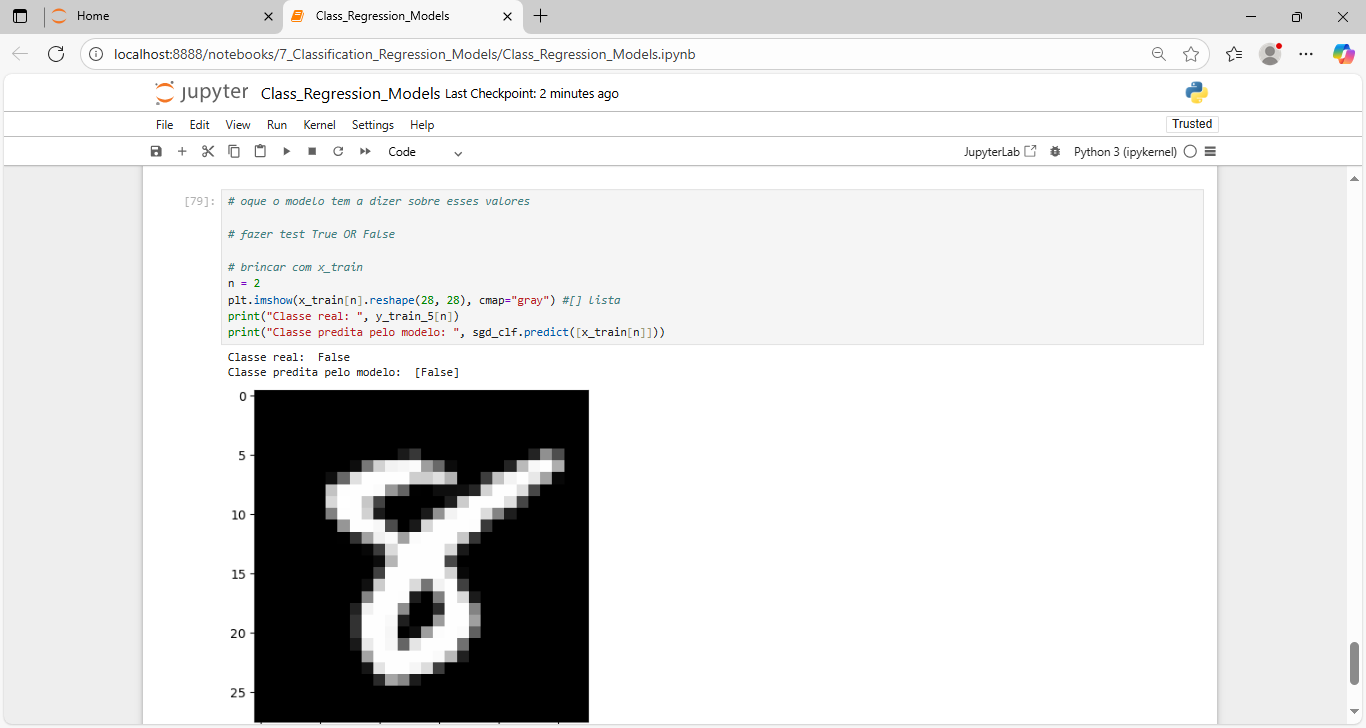 Home
Class_Regression_Models
localhost:8888/notebooks/7_Classification_Regression_Models/Class_Regression_Models.ipynb
jupyter Class_Regression_Models Last Checkpoint: 2 minutes ago
File Edit View Run Kernel Settings Help
Trusted
Code
JupyterLab
Python 3 (ipykernel)
[79]:
# oque o modelo tem a dizer sobre esses valores
# fazer test True OR False
# brincar com x_train
n = 2
plt.imshow(x_train[n].reshape(28, 28), cmap="gray") #[] lista
print("Classe real: ", y_train_5[n])
print("Classe predita pelo modelo: ", sgd_clf.predict([x_train[n]]))
Classe real:  False
Classe predita pelo modelo:  [False]
0
5
10
15
20
25
8